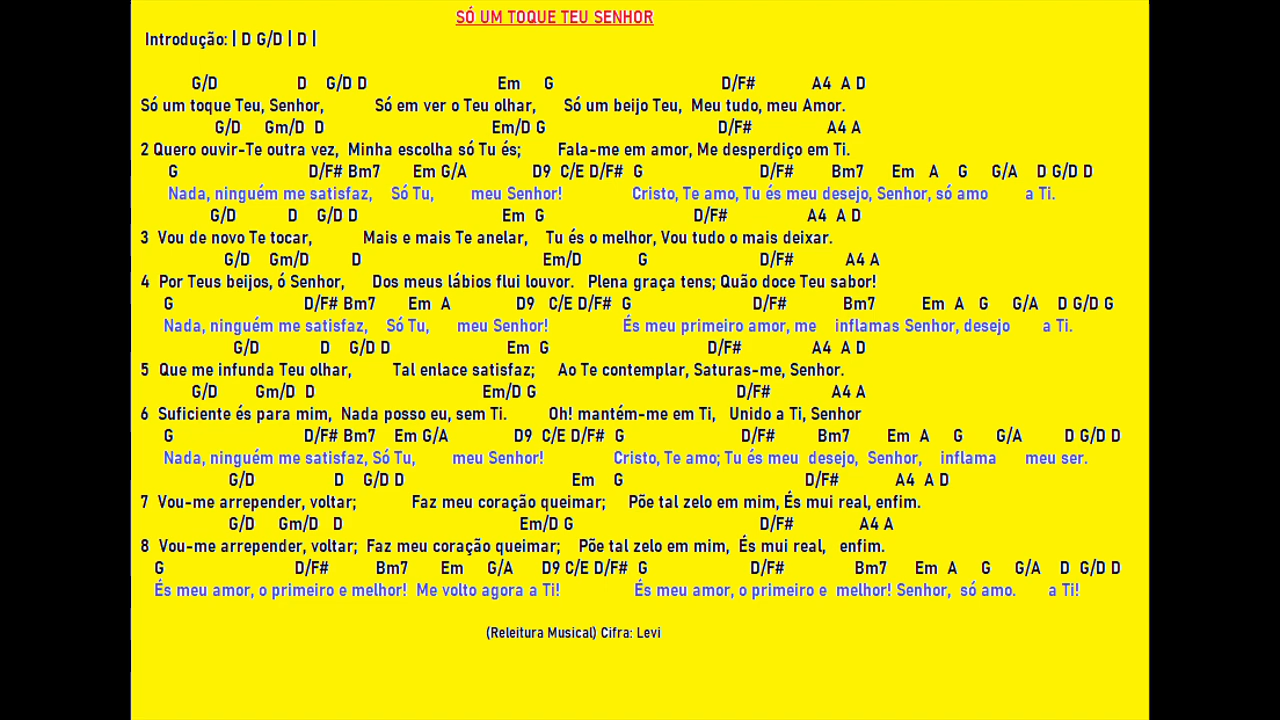 SÓ UM TOQUE TEU SENHOR
Introdução: | D G/D | D |
G/D D G/D D Em G D/F# A4 A D
Só um toque Teu, Senhor, Só em ver o Teu olhar, Só um beijo Teu, Meu tudo, meu Amor.
G/D Gm/D D Em/D G D/F# A4 A
2 Quero ouvir-Te outra vez, Minha escolha só Tu és; Fala-me em amor, Me desperdiço em Ti.
G D/F# Bm7 Em G/A D9 C/E D/F# G D/F# Bm7 Em A G G/A D G/D D
Nada, ninguém me satisfaz, Só Tu, meu Senhor! Cristo, Te amo, Tu és meu desejo, Senhor, só amo a Ti.
G/D D G/D D Em G D/F# A4 A D
3 Vou de novo Te tocar, Mais e mais Te anelar, Tu és o melhor, Vou tudo o mais deixar.
G/D Gm/D D Em/D G D/F# A4 A
4 Por Teus beijos, ó Senhor, Dos meus lábios flui louvor. Plena graça tens; Quão doce Teu sabor!
G D/F# Bm7 Em A D9 C/E D/F# G D/F# Bm7 Em A G G/A D G/D G
Nada, ninguém me satisfaz, Só Tu, meu Senhor! És meu primeiro amor, me inflamas Senhor, desejo a Ti.
G/D D G/D D Em G D/F# A4 A D
5 Que me infunda Teu olhar, Tal enlace satisfaz; Ao Te contemplar, Saturas-me, Senhor.
G/D Gm/D D Em/D G D/F# A4 A
6 Suficiente és para mim, Nada posso eu, sem Ti. Oh! mantém-me em Ti, Unido a Ti, Senhor
G D/F# Bm7 Em G/A D9 C/E D/F# G D/F# Bm7 Em A G G/A D G/D D
Nada, ninguém me satisfaz, Só Tu, meu Senhor! Cristo, Te amo; Tu és meu desejo, Senhor, inflama meu ser.
G/D D G/D D Em G D/F# A4 A D
7 Vou-me arrepender, voltar; Faz meu coração queimar; Põe tal zelo em mim, És mui real, enfim.
G/D Gm/D D Em/D G D/F# A4 A
8 Vou-me arrepender, voltar; Faz meu coração queimar; Põe tal zelo em mim, És mui real, enfim.
G D/F# Bm7 Em G/A D9 C/E D/F# G D/F# Bm7 Em A G G/A D G/D D
És meu amor, o primeiro e melhor! Me volto agora a Ti! És meu amor, o primeiro e melhor! Senhor, só amo. a Ti!
(Releitura Musical) Cifra: Levi